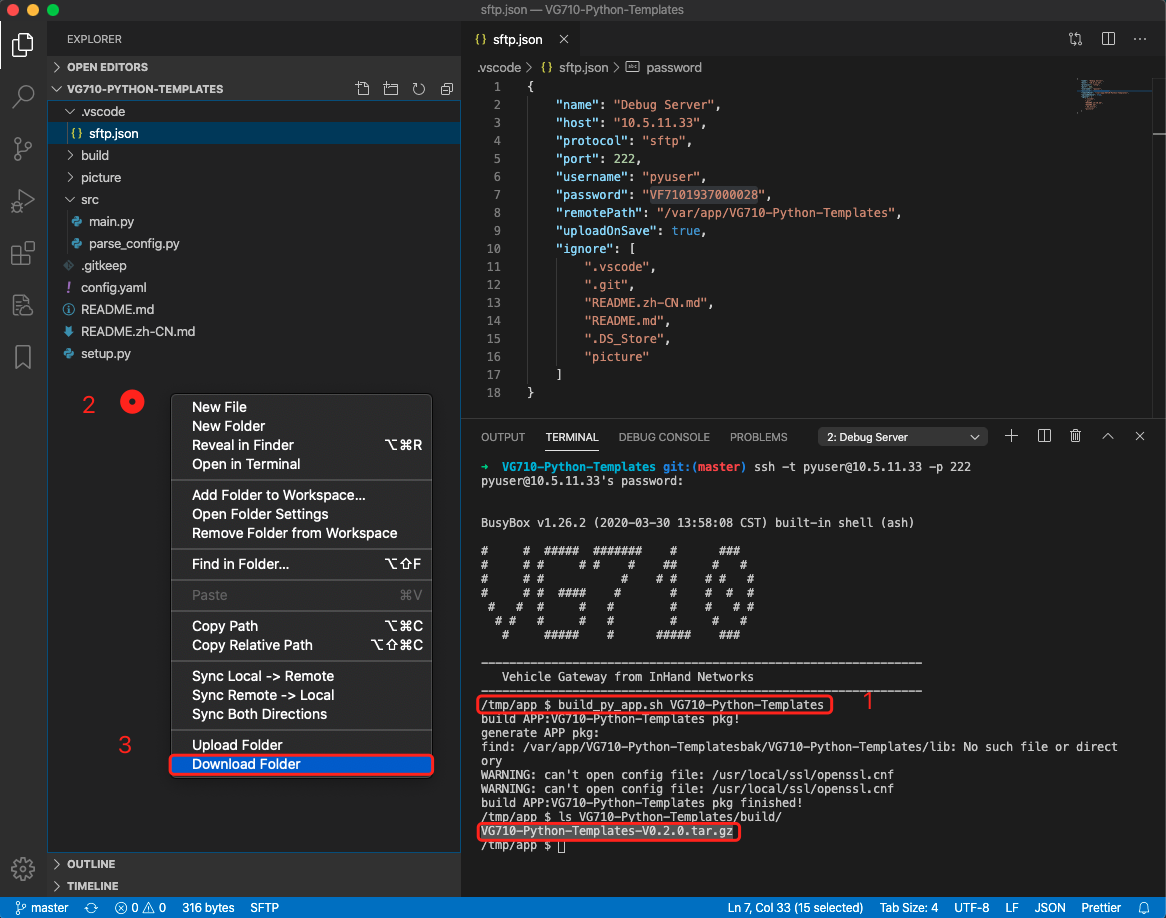 sftp.json — VG710-Python-Templates
EXPLORER
OPEN EDITORS
VG710-PYTHON-TEMPLATES
.vscode
{} sftp.json
build
picture
src
main.py
parse_config.py
.gitkeep
! config.yaml
README.md
README.zh-CN.md
setup.py
2
New File
New Folder
Reveal in Finder ⌥⌘R
Open in Terminal
Add Folder to Workspace...
Open Folder Settings
Remove Folder from Workspace
Find in Folder... ⌥⇧F
Paste ⌘V
Copy Path ⌥⌘C
Copy Relative Path ⌥⇧⌘C
Sync Local -> Remote
Sync Remote -> Local
Sync Both Directions
3
Upload Folder
Download Folder
OUTLINE
TIMELINE
{} sftp.json
.vscode > {} sftp.json > abc password
1 {
2 "name": "Debug Server",
3 "host": "10.5.11.33",
4 "protocol": "sftp",
5 "port": 222,
6 "username": "pyuser",
7 "password": "VF7101937000028",
8 "remotePath": "/var/app/VG710-Python-Templates",
9 "uploadOnSave": true,
10 "ignore": [
11 ".vscode",
12 ".git",
13 "README.zh-CN.md",
14 "README.md",
15 ".DS_Store",
16 "picture"
17 ]
18 }
OUTPUT TERMINAL DEBUG CONSOLE PROBLEMS 2: Debug Server
→ VG710-Python-Templates git:(master) ssh -t pyuser@10.5.11.33 -p 222
pyuser@10.5.11.33's password:
BusyBox v1.26.2 (2020-03-30 13:58:08 CST) built-in shell (ash)
VG710
Vehicle Gateway from InHand Networks
/tmp/app $ build_py_app.sh VG710-Python-Templates
1
build APP:VG710-Python-Templates pkg!
generate APP pkg:
find: /var/app/VG710-Python-Templatesbak/VG710-Python-Templates/lib: No such file or direct
ory
WARNING: can't open config file: /usr/local/ssl/openssl.cnf
WARNING: can't open config file: /usr/local/ssl/openssl.cnf
build APP:VG710-Python-Templates pkg finished!
/tmp/app $ ls VG710-Python-Templates/build/
VG710-Python-Templates-V0.2.0.tar.gz
/tmp/app $
master 0 0 316 bytes SFTP Ln 7, Col 33 (15 selected) Tab Size: 4 UTF-8 LF JSON Prettier